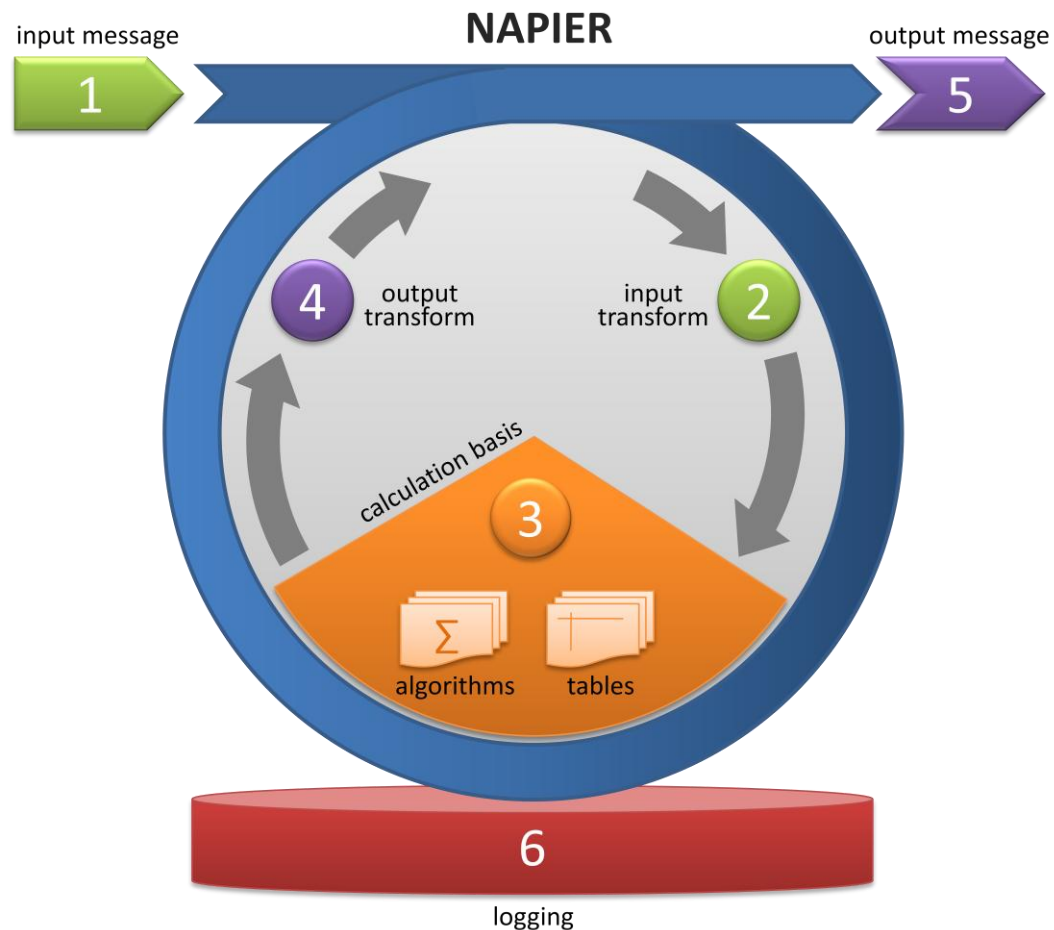 input message
NAPIER
output message
1
5
4
output
transform
input
transform
2
calculation basis
3
Σ
algorithms
tables
6
logging